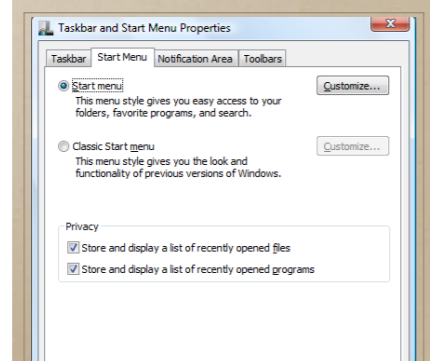 Taskbar and Start Menu Properties
Taskbar Start Menu Notification Area Toolbars
Start menu Customize...
This menu style gives you easy access to your
folders, favorite programs, and search.
Classic Start menu Customize...
This menu style gives you the look and
functionality of previous versions of Windows.
Privacy
Store and display a list of recently opened files
Store and display a list of recently opened programs